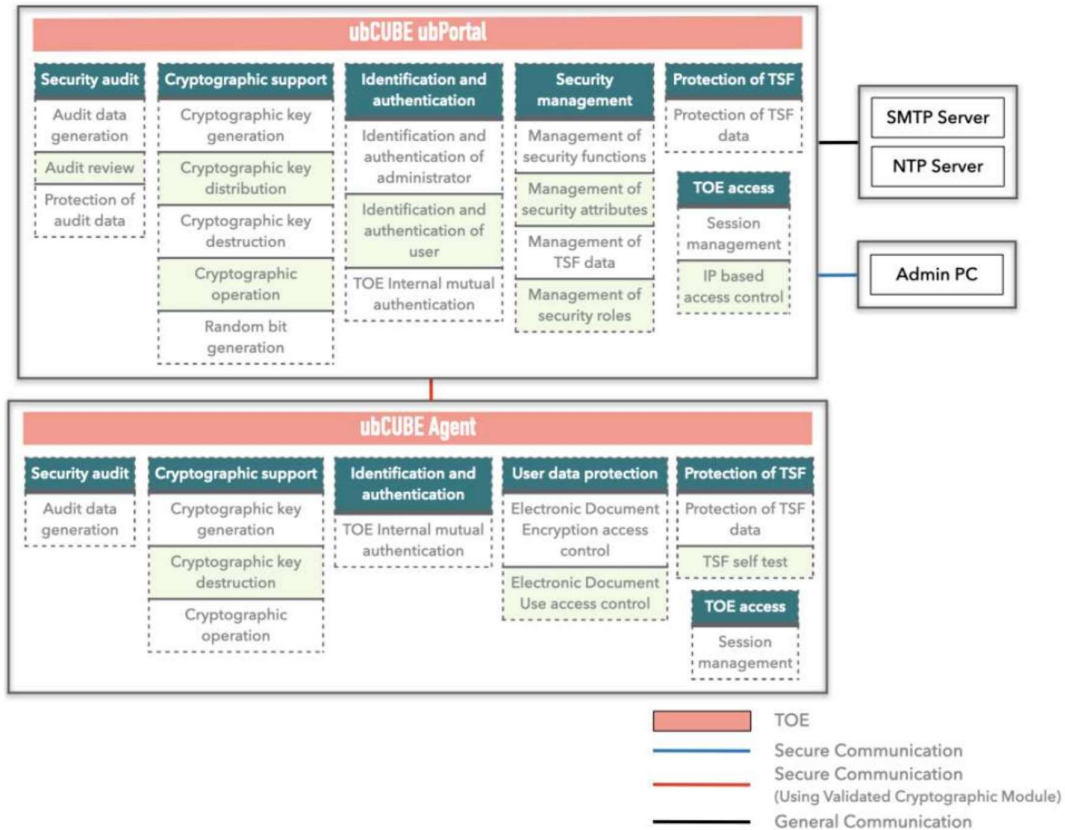 ubCUBE ubPortal
Security audit
Audit data
generation
Audit review
Protection of
audit data
Cryptographic support
Cryptographic key
generation
Cryptographic key
distribution
Cryptographic key
destruction
Cryptographic
operation
Random bit
generation
Identification and
authentication
Identification and
authentication of
administrator
Identification and
authentication of
user
TOE Internal mutual
authentication
Security
management
Management of
security functions
Management of
security attributes
Management of
TSF data
Management of
security roles
Protection of TSF
Protection of TSF
data
TOE access
Session
management
IP based
access control
SMTP Server
NTP Server
Admin PC
ubCUBE Agent
Security audit
Audit data
generation
Cryptographic support
Cryptographic key
generation
Cryptographic key
destruction
Cryptographic
operation
Identification and
authentication
TOE Internal mutual
authentication
User data protection
Electronic Document
Encryption access
control
Electronic Document
Use access control
Protection of TSF
Protection of TSF
data
TSF self test
TOE access
Session
management
TOE
Secure Communication
Secure Communication
(Using Validated Cryptographic Module)
General Communication